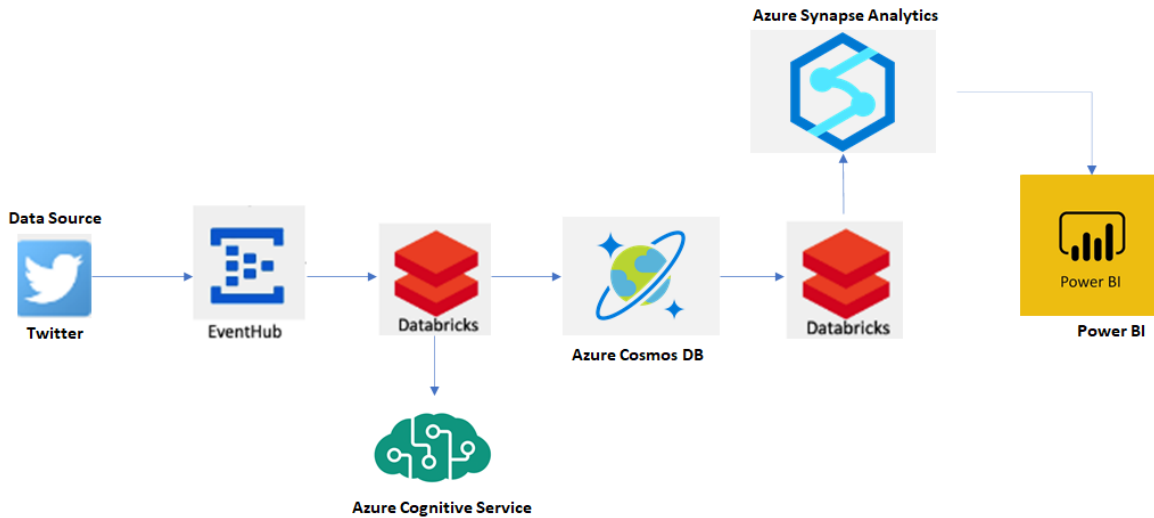 Azure Synapse Analytics
Data Source
Twitter
EventHub
Databricks
Azure Cosmos DB
Databricks
Power BI
Power BI
Azure Cognitive Service